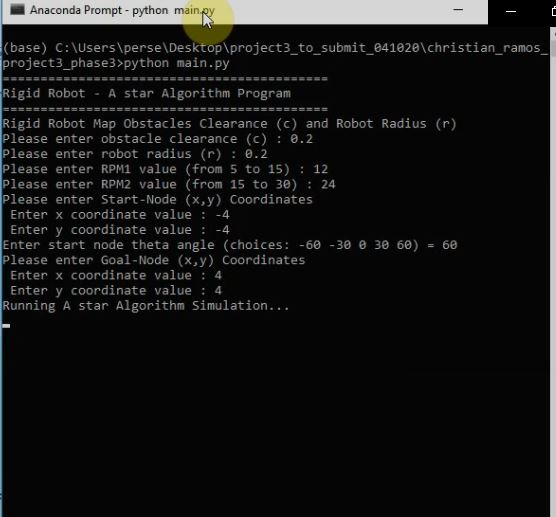 Anaconda Prompt - python  main.py
(base) C:\Users\perse\Desktop\project3_to_submit_041020\christian_ramos_
project3_phase3>python main.py
===========================================
Rigid Robot - A star Algorithm Program
===========================================
Rigid Robot Map Obstacles Clearance (c) and Robot Radius (r)
Please enter obstacle clearance (c) : 0.2
Please enter robot radius (r) : 0.2
Please enter RPM1 value (from 5 to 15) : 12
Please enter RPM2 value (from 15 to 30) : 24
Please enter Start-Node (x,y) Coordinates
 Enter x coordinate value : -4
 Enter y coordinate value : -4
Enter start node theta angle (choices: -60 -30 0 30 60) = 60
Please enter Goal-Node (x,y) Coordinates
 Enter x coordinate value : 4
 Enter y coordinate value : 4
Running A star Algorithm Simulation...